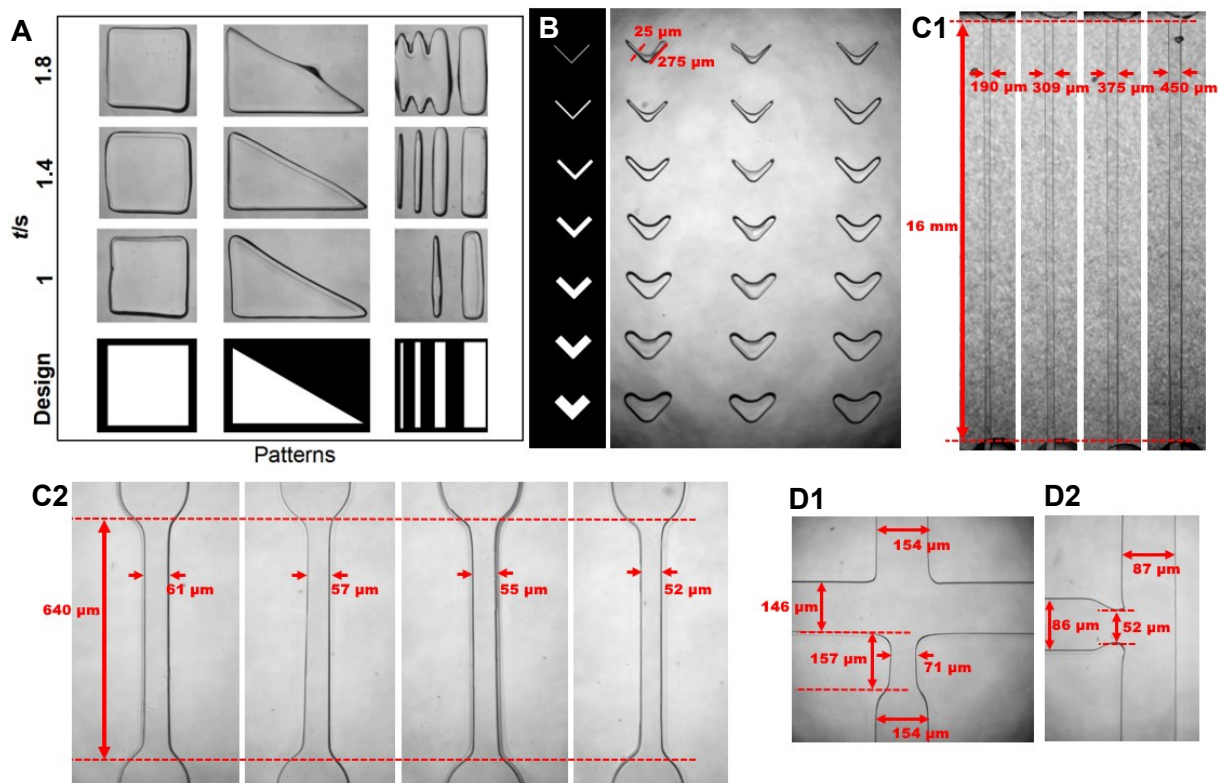 A
t/s
1.8
1.4
1
Design
Patterns
B
25 µm
275 µm
C1
190 µm
309 µm
375 µm
450 µm
16 mm
C2
61 µm
57 µm
55 µm
52 µm
640 µm
D1
154 µm
146 µm
157 µm
71 µm
154 µm
D2
87 µm
86 µm
52 µm